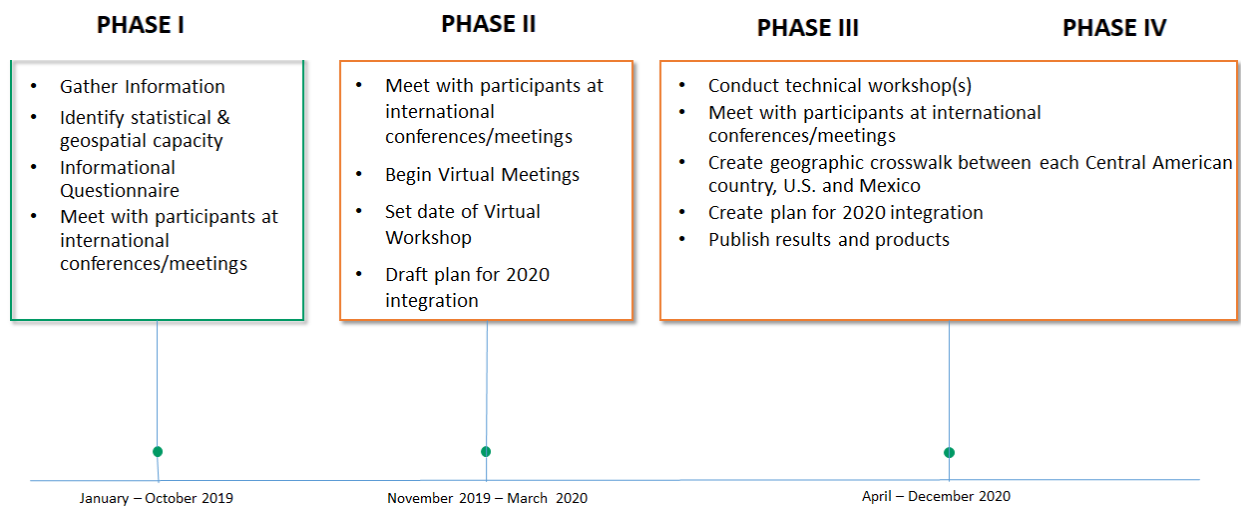 PHASE I
• Gather Information
• Identify statistical &
geospatial capacity
• Informational
Questionnaire
• Meet with participants at
international
conferences/meetings
PHASE II
• Meet with participants at
international
conferences/meetings
• Begin Virtual Meetings
• Set date of Virtual
Workshop
• Draft plan for 2020
integration
PHASE III
PHASE IV
• Conduct technical workshop(s)
• Meet with participants at international
conferences/meetings
• Create geographic crosswalk between each Central American
country, U.S. and Mexico
• Create plan for 2020 integration
• Publish results and products
January – October 2019
November 2019 – March 2020
April – December 2020